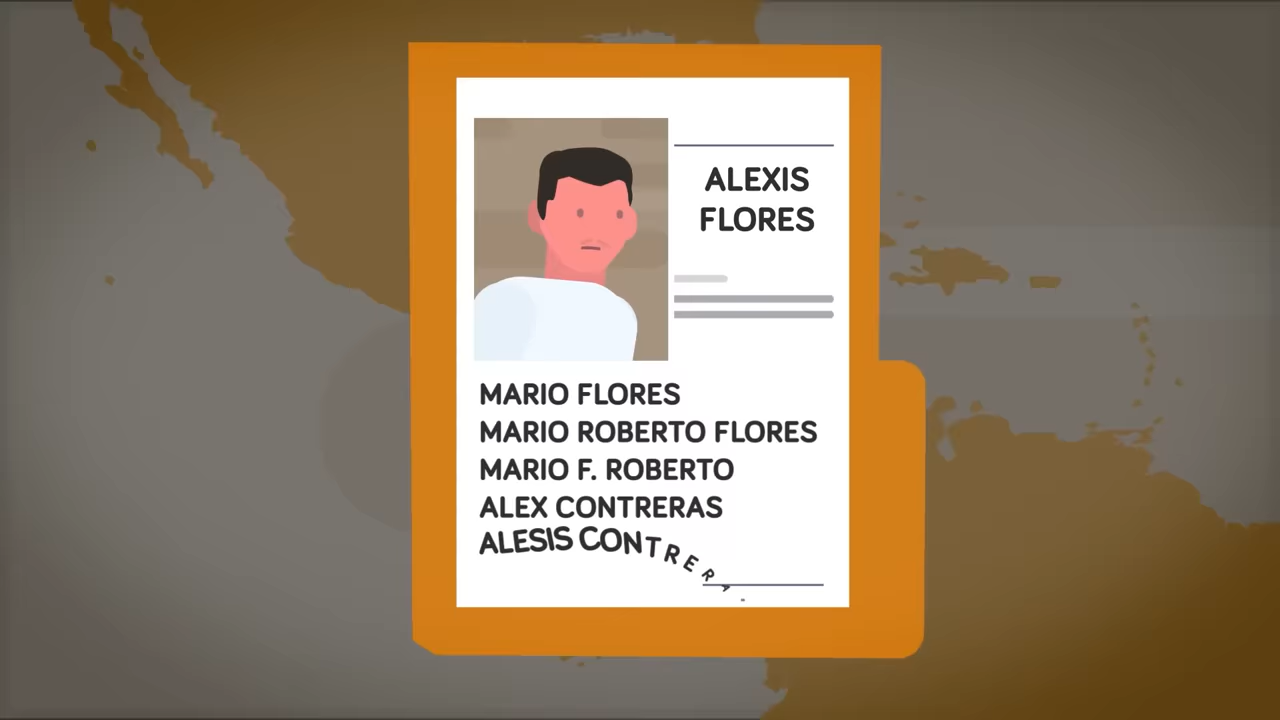 ALEXIS
FLORES
MARIO FLORES
MARIO ROBERTO FLORES
MARIO F. ROBERTO
ALEX CONTRERAS
ALESIS CONTRERA